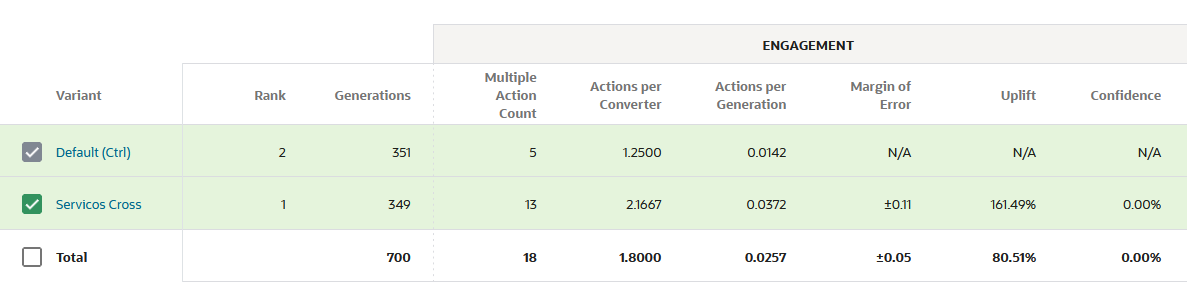 ENGAGEMENT
Variant Rank Generations Multiple Action Count Actions per Converter Actions per Generation Margin of Error Uplift Confidence
Default (Ctrl) 2 351 5 1.2500 0.0142 N/A N/A N/A
Servicos Cross 1 349 13 2.1667 0.0372 ±0.11 161.49% 0.00%
Total 700 18 1.8000 0.0257 ±0.05 80.51% 0.00%